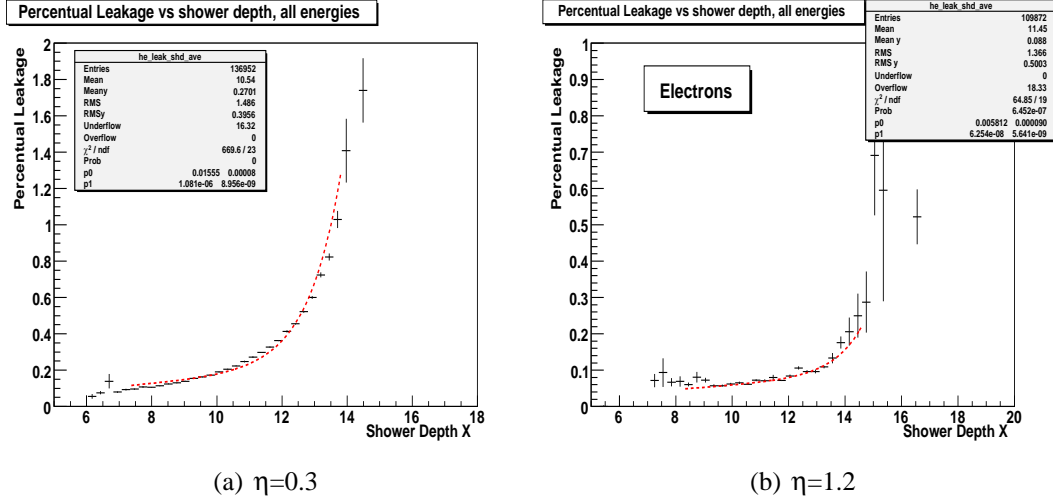 Percentual Leakage vs shower depth, all energies
he_leak_shd_ave
Entries 136952
Mean 10.54
Meany 0.2701
RMS 1.486
RMSy 0.3956
Underflow 16.32
Overflow 0
χ² / ndf 669.6 / 23
Prob 0
p0 0.01555 0.00008
p1 1.081e-06 8.956e-09
Percentual Leakage
2
1.8
1.6
1.4
1.2
1
0.8
0.6
0.4
0.2
0
6 8 10 12 14 16 18
Shower Depth X
(a) η=0.3
Percentual Leakage vs shower depth, all energies
he_leak_shd_ave
Entries 109872
Mean 11.45
Mean y 0.088
RMS 1.366
RMS y 0.5003
Underflow 0
Overflow 18.33
χ² / ndf 64.85 / 19
Prob 6.452e-07
p0 0.005812 0.000090
p1 6.254e-08 5.641e-09
Electrons
Percentual Leakage
1
0.9
0.8
0.7
0.6
0.5
0.4
0.3
0.2
0.1
0
6 8 10 12 14 16 18 20
Shower Depth X
(b) η=1.2